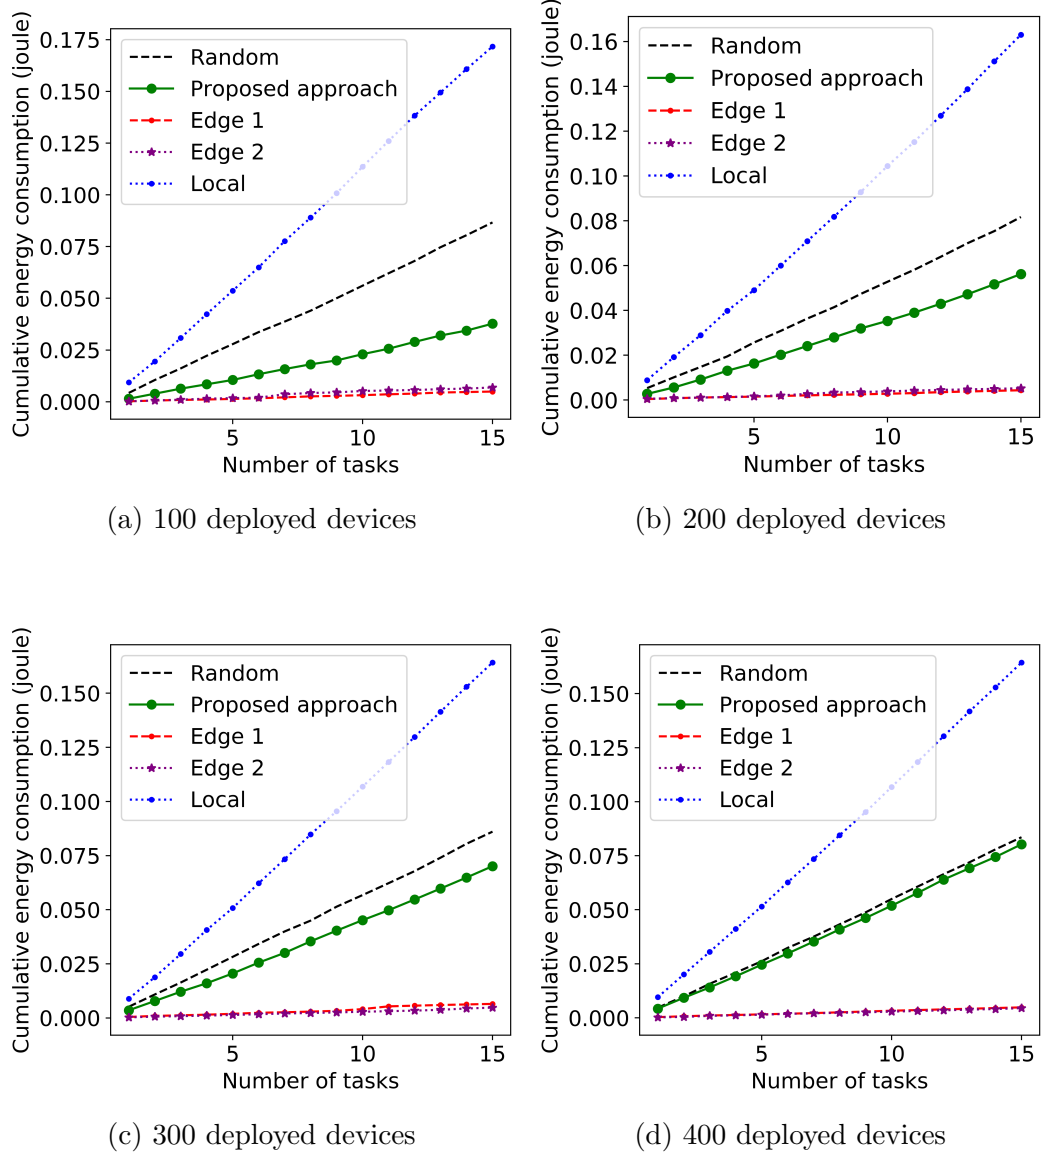 Cumulative energy consumption (joule)
0.175
0.150
0.125
0.100
0.075
0.050
0.025
0.000
Random
Proposed approach
Edge 1
Edge 2
Local
5
10
15
Number of tasks
(a) 100 deployed devices
Cumulative energy consumption (joule)
0.16
0.14
0.12
0.10
0.08
0.06
0.04
0.02
0.00
Random
Proposed approach
Edge 1
Edge 2
Local
5
10
15
Number of tasks
(b) 200 deployed devices
Cumulative energy consumption (joule)
0.150
0.125
0.100
0.075
0.050
0.025
0.000
Random
Proposed approach
Edge 1
Edge 2
Local
5
10
15
Number of tasks
(c) 300 deployed devices
Cumulative energy consumption (joule)
0.150
0.125
0.100
0.075
0.050
0.025
0.000
Random
Proposed approach
Edge 1
Edge 2
Local
5
10
15
Number of tasks
(d) 400 deployed devices